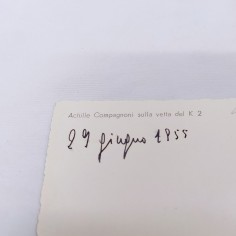 Achille Compagnoni sulla vetta del K 2
29 giugno 1955